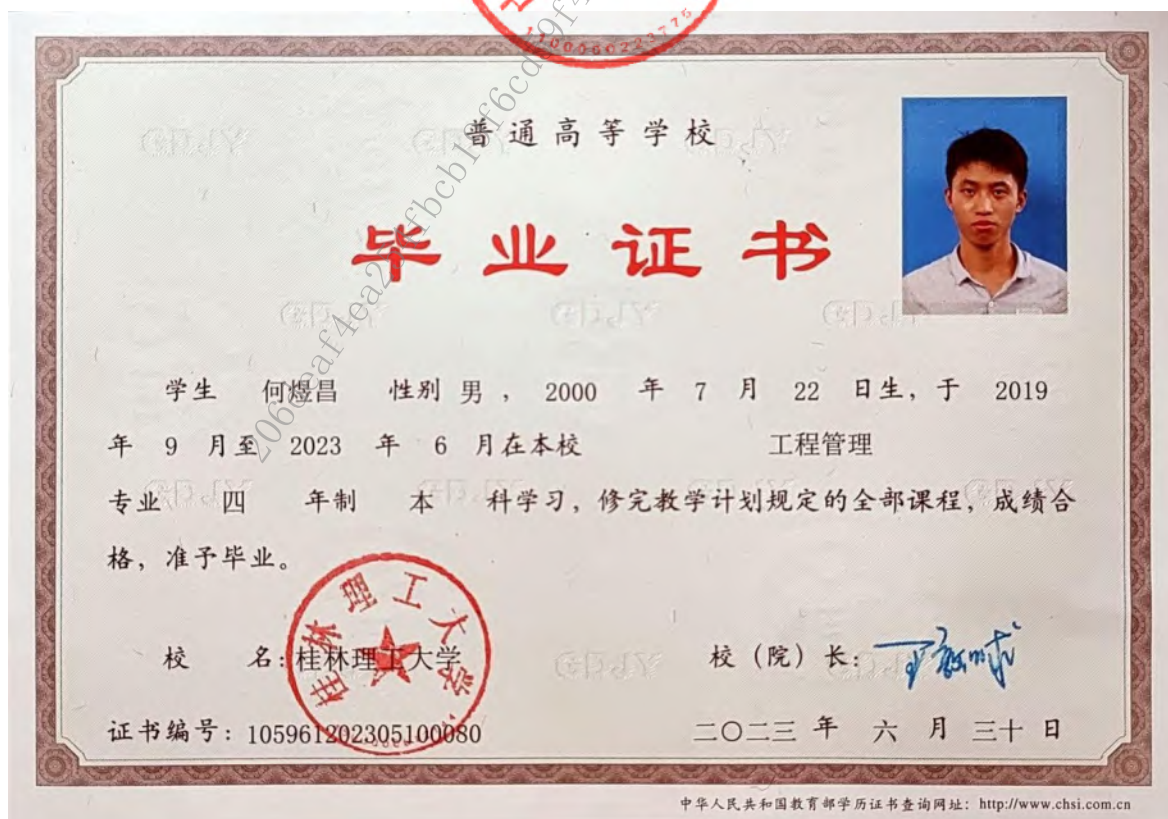 1100000223775
普通高等学校
毕业证书
学生 何煜昌 性别 男 , 2000 年 7 月 22 日生, 于 2019
年 9 月至 2023 年 6 月在本校 工程管理
专业 四 年制 本 科学习, 修完教学计划规定的全部课程, 成绩合
格, 准予毕业。
桂林理工大学
校 名: 桂林理工大学 校(院)长:
证书编号: 105961202305100080 二〇二三 年 六 月 三十 日
中华人民共和国教育部学历证书查询网址: http://www.chsi.com.cn